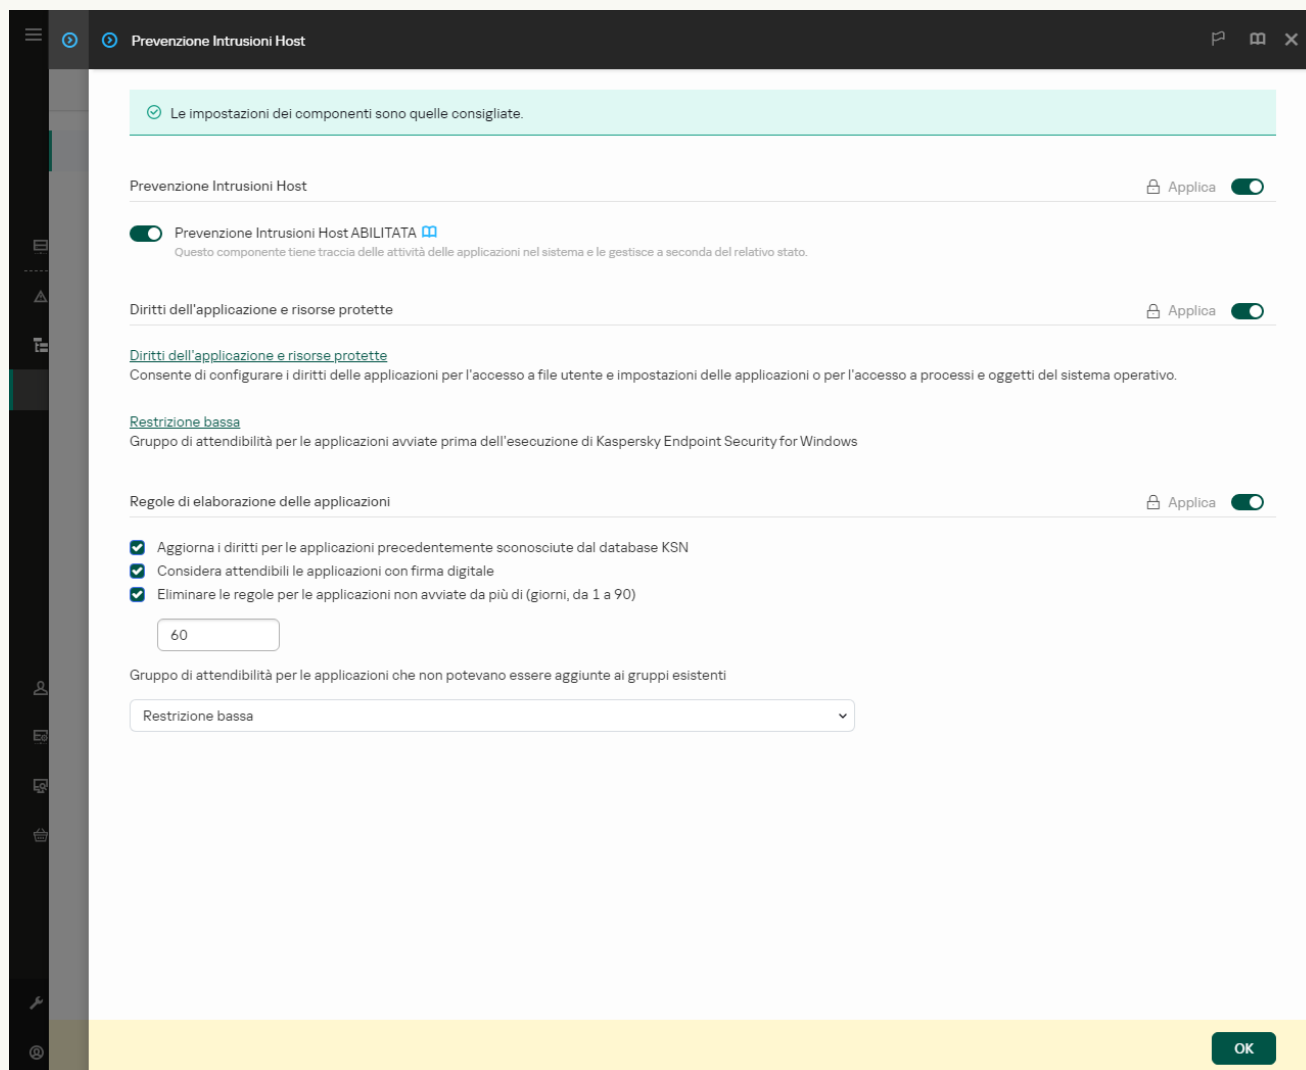 Prevenzione Intrusioni Host
Le impostazioni dei componenti sono quelle consigliate.
Prevenzione Intrusioni Host
Applica
Prevenzione Intrusioni Host ABILITATA
Questo componente tiene traccia delle attività delle applicazioni nel sistema e le gestisce a seconda del relativo stato.
Diritti dell'applicazione e risorse protette
Applica
Diritti dell'applicazione e risorse protette
Consente di configurare i diritti delle applicazioni per l'accesso a file utente e impostazioni delle applicazioni o per l'accesso a processi e oggetti del sistema operativo.
Restrizione bassa
Gruppo di attendibilità per le applicazioni avviate prima dell'esecuzione di Kaspersky Endpoint Security for Windows
Regole di elaborazione delle applicazioni
Applica
Aggiorna i diritti per le applicazioni precedentemente sconosciute dal database KSN
Considera attendibili le applicazioni con firma digitale
Eliminare le regole per le applicazioni non avviate da più di (giorni, da 1 a 90)
60
Gruppo di attendibilità per le applicazioni che non potevano essere aggiunte ai gruppi esistenti
Restrizione bassa
OK